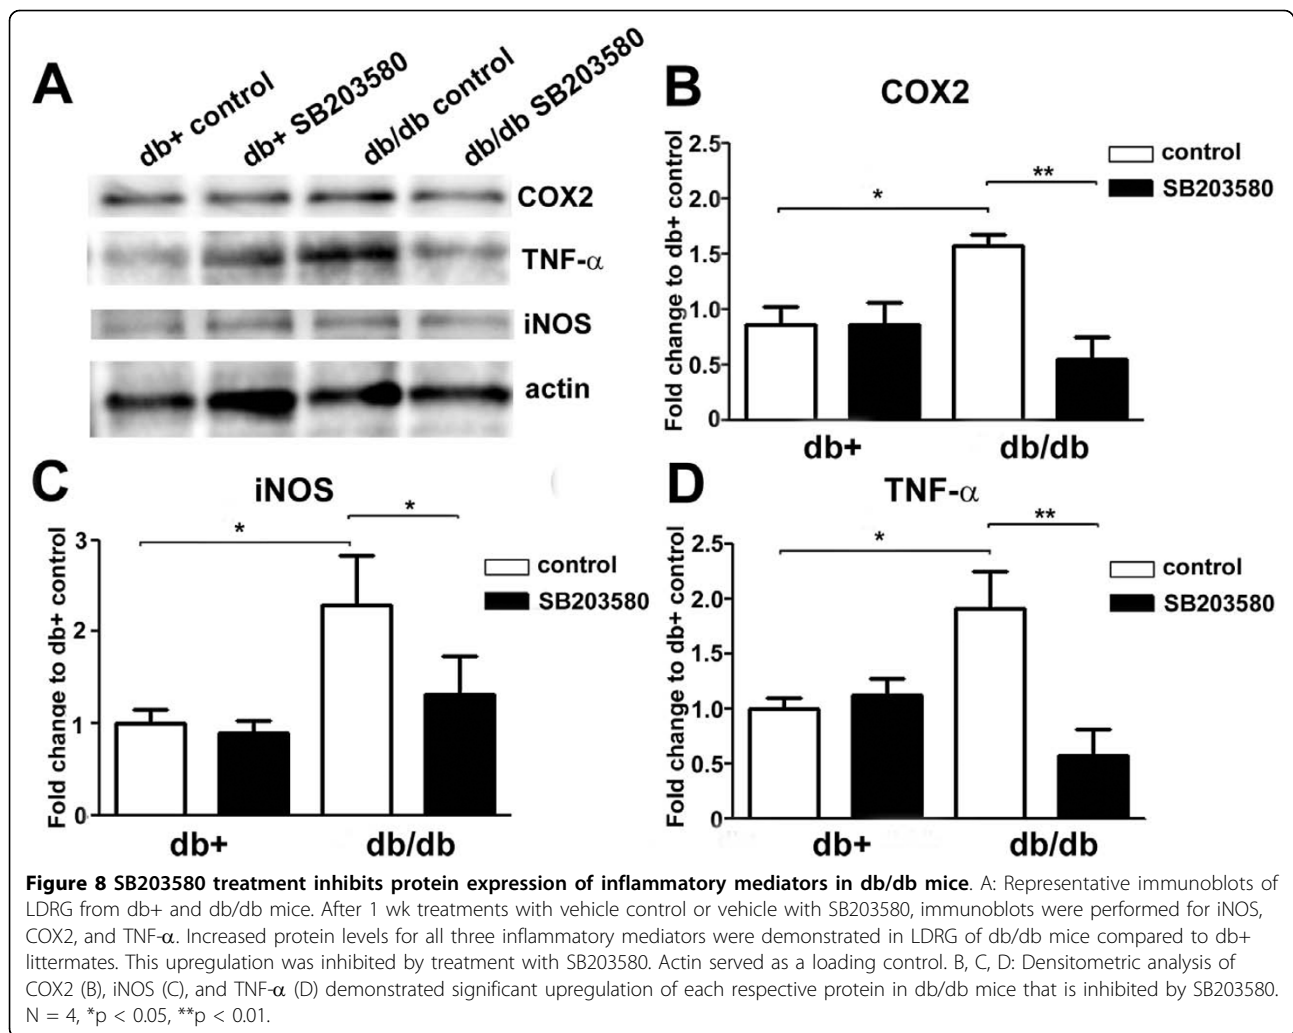 A
db+ control
db+ SB203580
db/db control
db/db SB203580
COX2
TNF-α
iNOS
actin
B
COX2
Fold change to db+ control
2.5
2.0
1.5
1.0
0.5
0
*
**
control
SB203580
db+
db/db
C
iNOS
Fold change to db+ control
3
2
1
0
*
*
control
SB203580
db+
db/db
D
TNF-α
Fold change to db+ control
2.5
2.0
1.5
1.0
0.5
0
*
**
control
SB203580
db+
db/db
Figure 8 SB203580 treatment inhibits protein expression of inflammatory mediators in db/db mice. A: Representative immunoblots of
LDRG from db+ and db/db mice. After 1 wk treatments with vehicle control or vehicle with SB203580, immunoblots were performed for iNOS,
COX2, and TNF-α. Increased protein levels for all three inflammatory mediators were demonstrated in LDRG of db/db mice compared to db+
littermates. This upregulation was inhibited by treatment with SB203580. Actin served as a loading control. B, C, D: Densitometric analysis of
COX2 (B), iNOS (C), and TNF-α (D) demonstrated significant upregulation of each respective protein in db/db mice that is inhibited by SB203580.
N = 4, *p < 0.05, **p < 0.01.